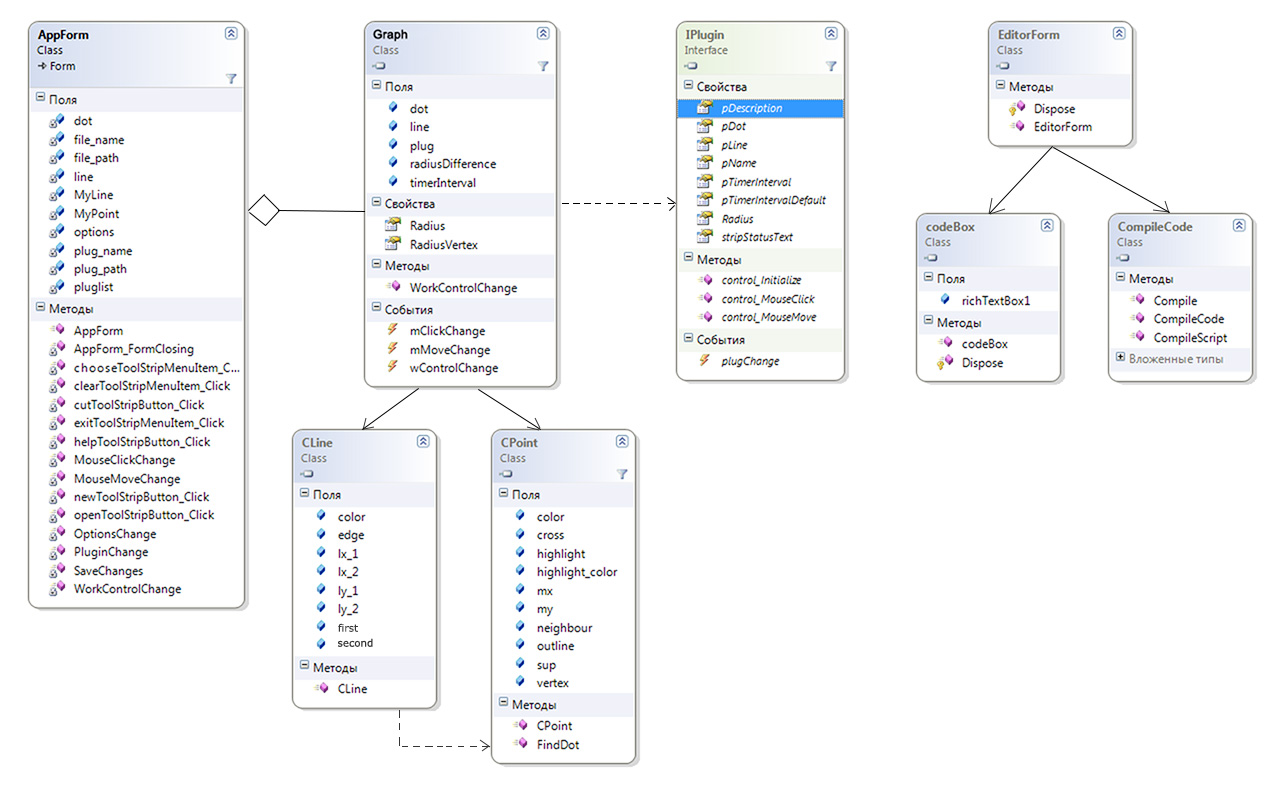 AppForm
Class
Form
Поля
dot
file_name
file_path
line
MyLine
MyPoint
options
plug_name
plug_path
pluglist
Методы
AppForm
AppForm_FormClosing
chooseToolStripMenuItem_C...
clearToolStripMenuItem_Click
cutToolStripButton_Click
exitToolStripMenuItem_Click
helpToolStripButton_Click
MouseClickChange
MouseMoveChange
newToolStripButton_Click
openToolStripButton_Click
OptionsChange
PluginChange
SaveChanges
WorkControlChange
Graph
Class
Поля
dot
line
plug
radiusDifference
timerInterval
Свойства
Radius
RadiusVertex
Методы
WorkControlChange
События
mClickChange
mMoveChange
wControlChange
IPlugin
Interface
Свойства
pDescription
pDot
pLine
pName
pTimerInterval
pTimerIntervalDefault
Radius
stripStatusText
Методы
control_Initialize
control_MouseClick
control_MouseMove
События
plugChange
EditorForm
Class
Методы
Dispose
EditorForm
codeBox
Class
Поля
richTextBox1
Методы
codeBox
Dispose
CompileCode
Class
Методы
Compile
CompileCode
CompileScript
Вложенные типы
CLine
Class
Поля
color
edge
lx_1
lx_2
ly_1
ly_2
first
second
Методы
CLine
CPoint
Class
Поля
color
cross
highlight
highlight_color
mx
my
neighbour
outline
sup
vertex
Методы
CPoint
FindDot